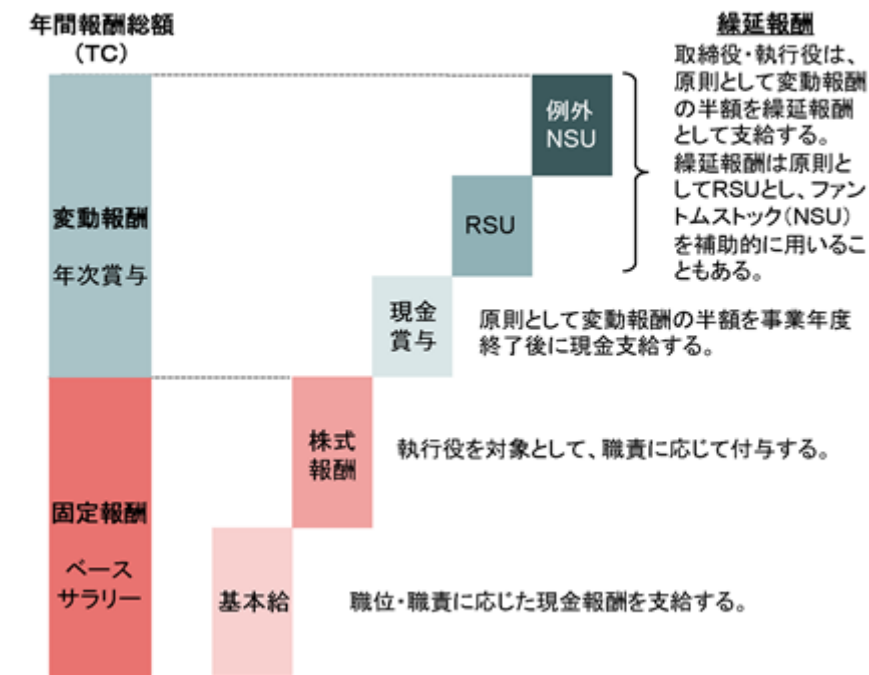 年間報酬総額
（TC）
繰延報酬
取締役・執行役は、
原則として変動報酬
の半額を繰延報酬
として支給する。
繰延報酬は原則と
してRSUとし、ファン
トムストック（NSU）
を補助的に用いるこ
ともある。
例外
NSU
RSU
変動報酬
年次賞与
現金
賞与
原則として変動報酬の半額を事業年度
終了後に現金支給する。
株式
報酬
執行役を対象として、職責に応じて付与する。
固定報酬
ベース
サラリー
基本給
職位・職責に応じた現金報酬を支給する。